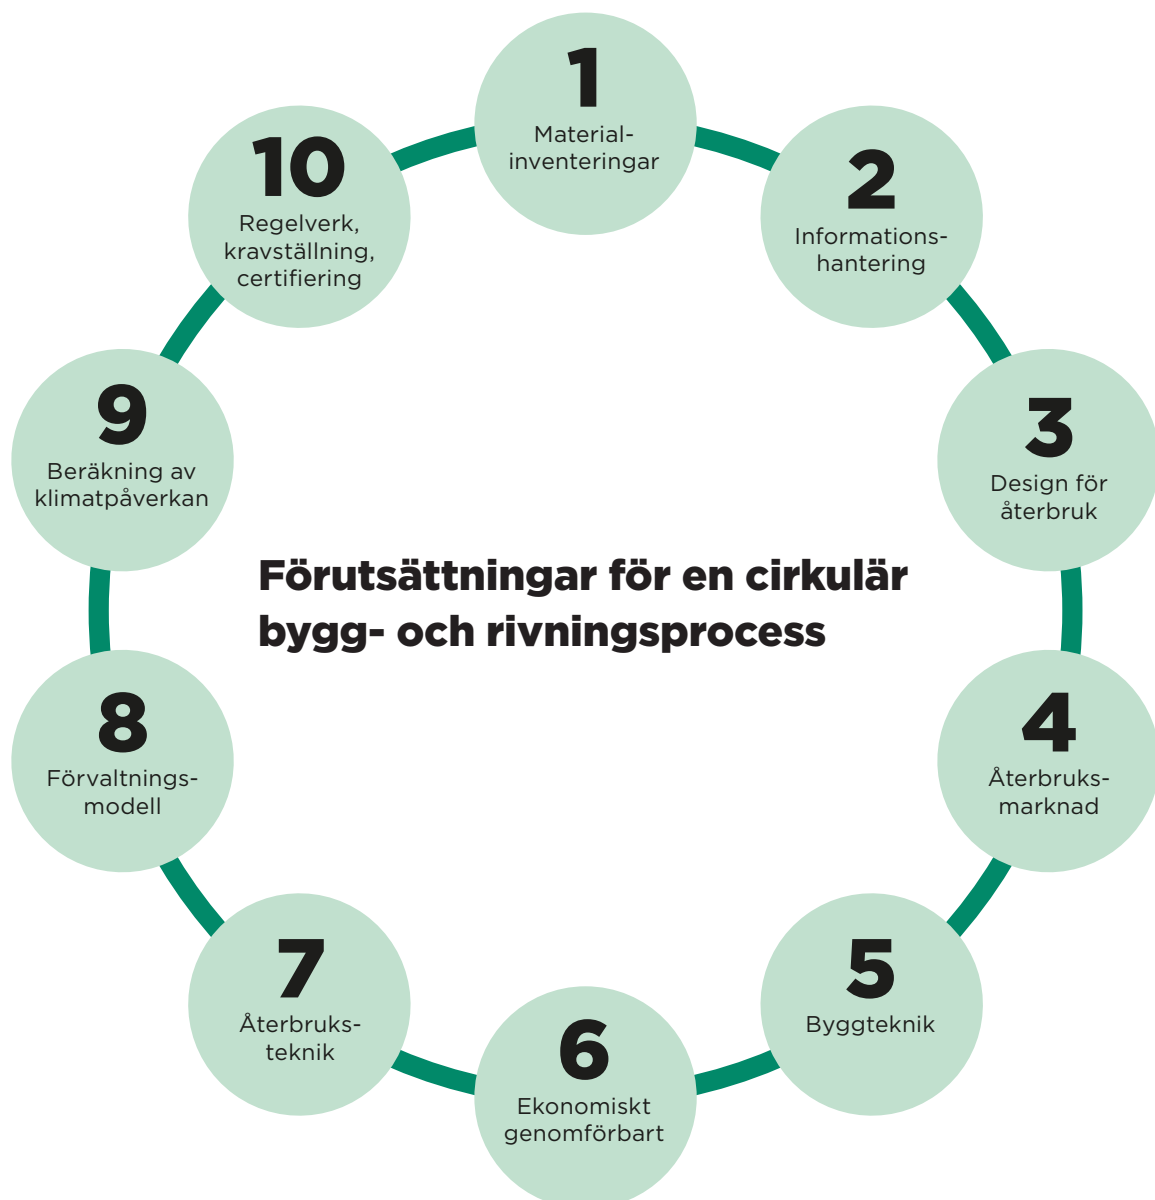 1
Material-
inventeringar
2
Informations-
hantering
3
Design för
återbruk
4
Återbruks-
marknad
5
Byggteknik
6
Ekonomiskt
genomförbart
7
Återbruks-
teknik
8
Förvaltnings-
modell
9
Beräkning av
klimatpåverkan
10
Regelverk,
kravställning,
certifiering
Förutsättningar för en cirkulär
bygg- och rivningsprocess